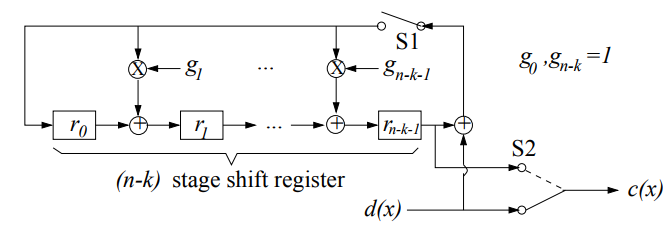 S1
g₀ ,gₙ₋ₖ =1
X g₁ ... X gₙ₋ₖ₋₁
r₀ + r₁ ... + rₙ₋ₖ₋₁ +
(n-k) stage shift register
S2
d(x)
c(x)